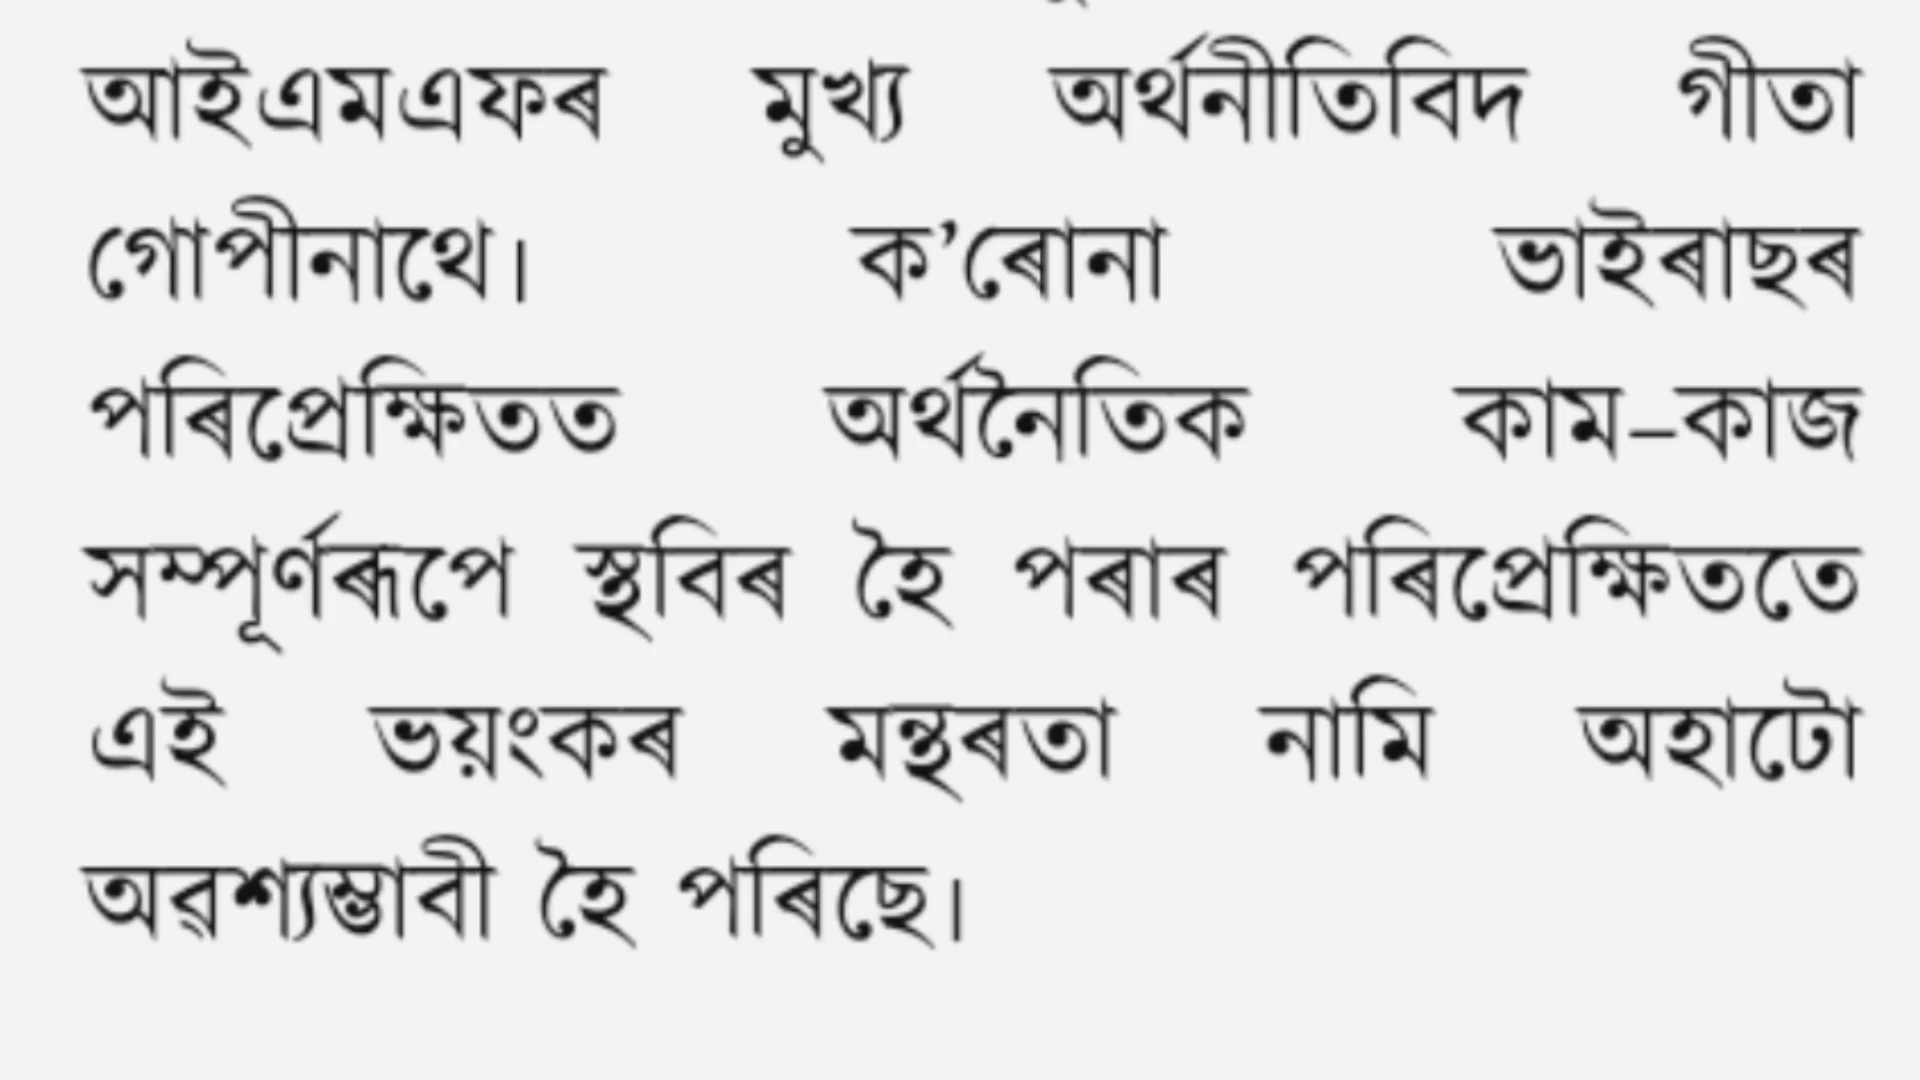 আইএমএফৰ মুখ্য অৰ্থনীতিবিদ গীতা
গোপীনাথে। ক’ৰোনা ভাইৰাছৰ
পৰিপ্ৰেক্ষিতত অৰ্থনৈতিক কাম–কাজ
সম্পূৰ্ণৰূপে স্থবিৰ হৈ পৰাৰ পৰিপ্ৰেক্ষিততে
এই ভয়ংকৰ মন্থৰতা নামি অহাটো
অৱশ্যম্ভাবী হৈ পৰিছে।